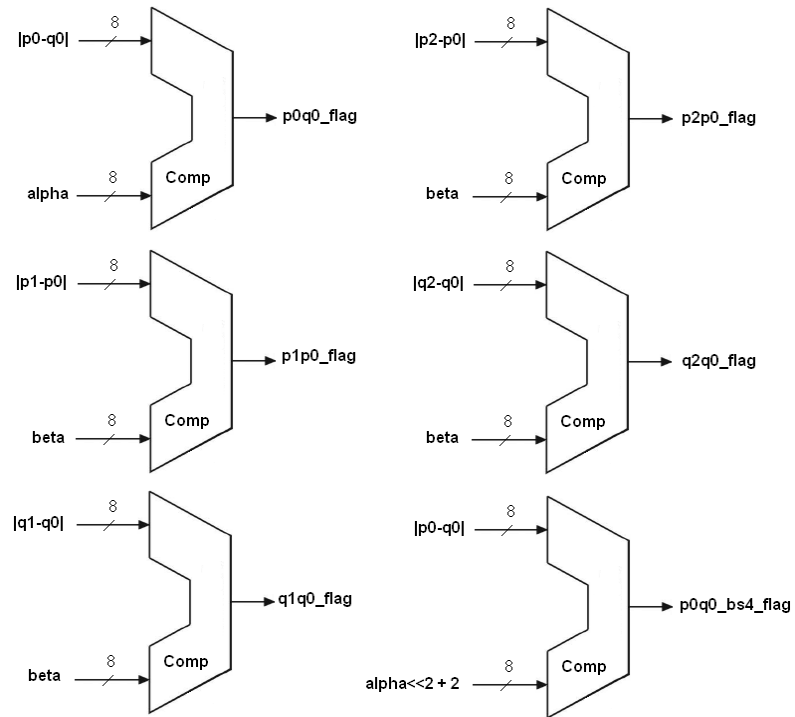 8
|p0-q0|
p0q0_flag
8
alpha
Comp
8
|p2-p0|
p2p0_flag
8
beta
Comp
8
|p1-p0|
p1p0_flag
8
beta
Comp
8
|q2-q0|
q2q0_flag
8
beta
Comp
8
|q1-q0|
q1q0_flag
8
beta
Comp
8
|p0-q0|
p0q0_bs4_flag
8
alpha<<2 + 2
Comp